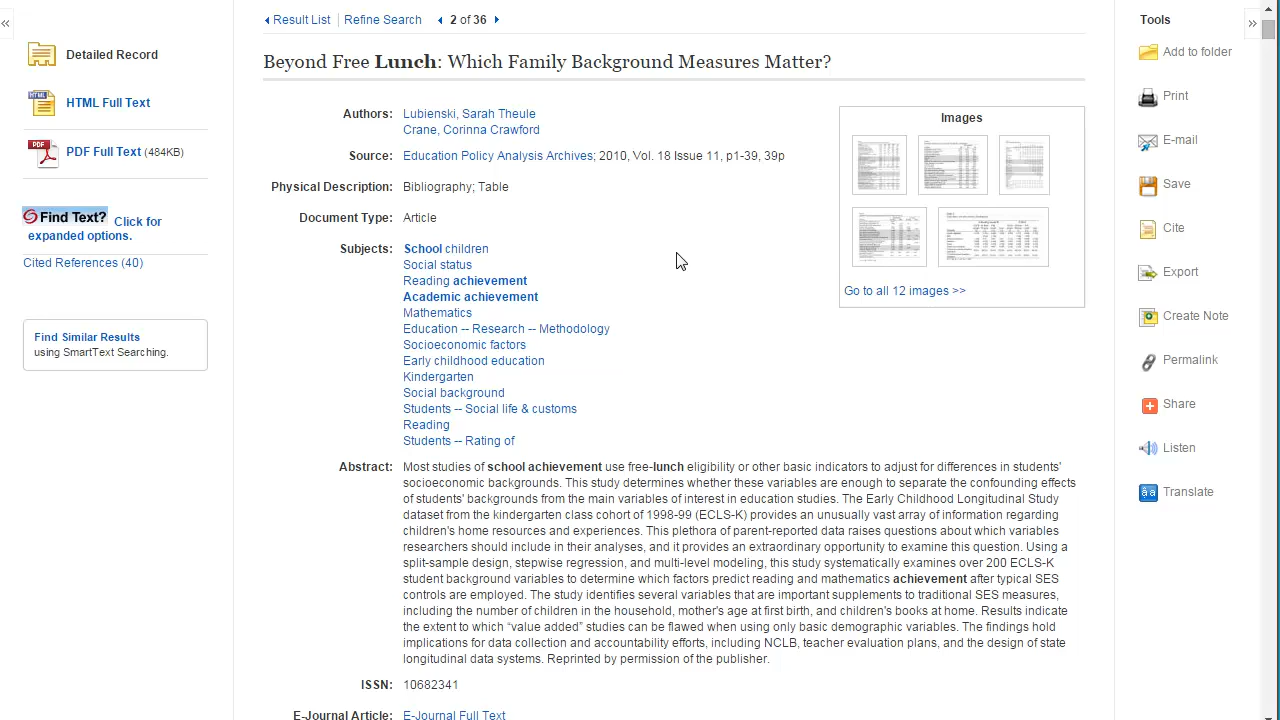 Result List Refine Search 2 of 36
Beyond Free Lunch: Which Family Background Measures Matter?
Detailed Record
HTML Full Text
PDF Full Text (484KB)
Find Text? Click for
expanded options.
Cited References (40)
Find Similar Results
using SmartText Searching.
Authors: Lubienski, Sarah Theule
Crane, Corinna Crawford
Source: Education Policy Analysis Archives; 2010, Vol. 18 Issue 11, p1-39, 39p
Physical Description: Bibliography; Table
Document Type: Article
Subjects: School children
Social status
Reading achievement
Academic achievement
Mathematics
Education -- Research -- Methodology
Socioeconomic factors
Early childhood education
Kindergarten
Social background
Students -- Social life & customs
Reading
Students -- Rating of
Abstract: Most studies of school achievement use free-lunch eligibility or other basic indicators to adjust for differences in students'
socioeconomic backgrounds. This study determines whether these variables are enough to separate the confounding effects
of students' backgrounds from the main variables of interest in education studies. The Early Childhood Longitudinal Study
dataset from the kindergarten class cohort of 1998-99 (ECLS-K) provides an unusually vast array of information regarding
children's home resources and experiences. This plethora of parent-reported data raises questions about which variables
researchers should include in their analyses, and it provides an extraordinary opportunity to examine this question. Using a
split-sample design, stepwise regression, and multi-level modeling, this study systematically examines over 200 ECLS-K
student background variables to determine which factors predict reading and mathematics achievement after typical SES
controls are employed. The study identifies several variables that are important supplements to traditional SES measures,
including the number of children in the household, mother's age at first birth, and children's books at home. Results indicate
the extent to which “value added” studies can be flawed when using only basic demographic variables. The findings hold
implications for data collection and accountability efforts, including NCLB, teacher evaluation plans, and the design of state
longitudinal data systems. Reprinted by permission of the publisher.
ISSN: 10682341
E-Journal Article: E-Journal Full Text
Images
Go to all 12 images >>
Tools
Add to folder
Print
E-mail
Save
Cite
Export
Create Note
Permalink
Share
Listen
Translate